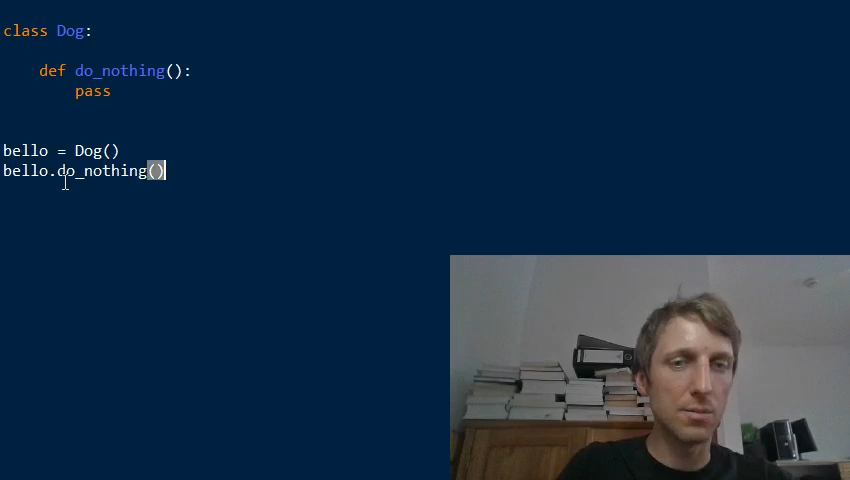 class Dog:
    def do_nothing():
        pass
bello = Dog()
bello.do_nothing()